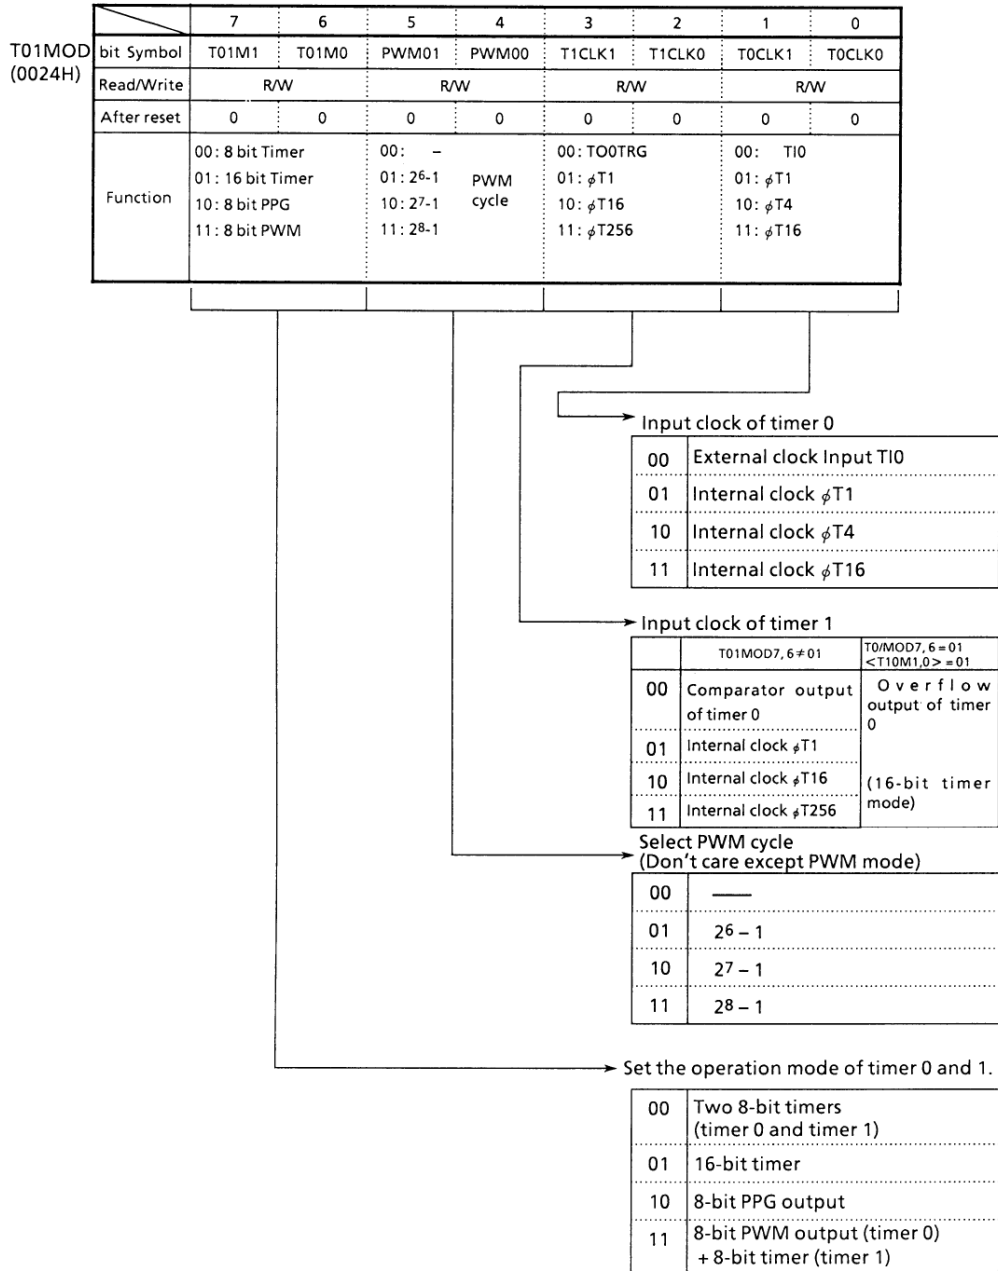 7 6 5 4 3 2 1 0
T01MOD (0024H)
bit Symbol T01M1 T01M0 PWM01 PWM00 T1CLK1 T1CLK0 T0CLK1 T0CLK0
Read/Write R/W R/W R/W R/W
After reset 0 0 0 0 0 0 0 0
Function
00: 8 bit Timer 00: – 00: TO0TRG 00: TI0
01: 16 bit Timer 01: 2⁶-1 PWM 01: ϕT1 01: ϕT1
10: 8 bit PPG 10: 2⁷-1 cycle 10: ϕT16 10: ϕT4
11: 8 bit PWM 11: 2⁸-1 11: ϕT256 11: ϕT16
Input clock of timer 0
00 External clock Input TI0
01 Internal clock ϕT1
10 Internal clock ϕT4
11 Internal clock ϕT16
Input clock of timer 1
T01MOD7, 6≠01
T0/MOD7, 6=01
<T10M1,0> =01
00 Comparator output
of timer 0
01 Internal clock ϕT1
10 Internal clock ϕT16
11 Internal clock ϕT256
Overflow
output of timer
0
(16-bit timer
mode)
Select PWM cycle
(Don't care except PWM mode)
00 —
01 2⁶ – 1
10 2⁷ – 1
11 2⁸ – 1
Set the operation mode of timer 0 and 1.
00 Two 8-bit timers
(timer 0 and timer 1)
01 16-bit timer
10 8-bit PPG output
11 8-bit PWM output (timer 0)
+ 8-bit timer (timer 1)